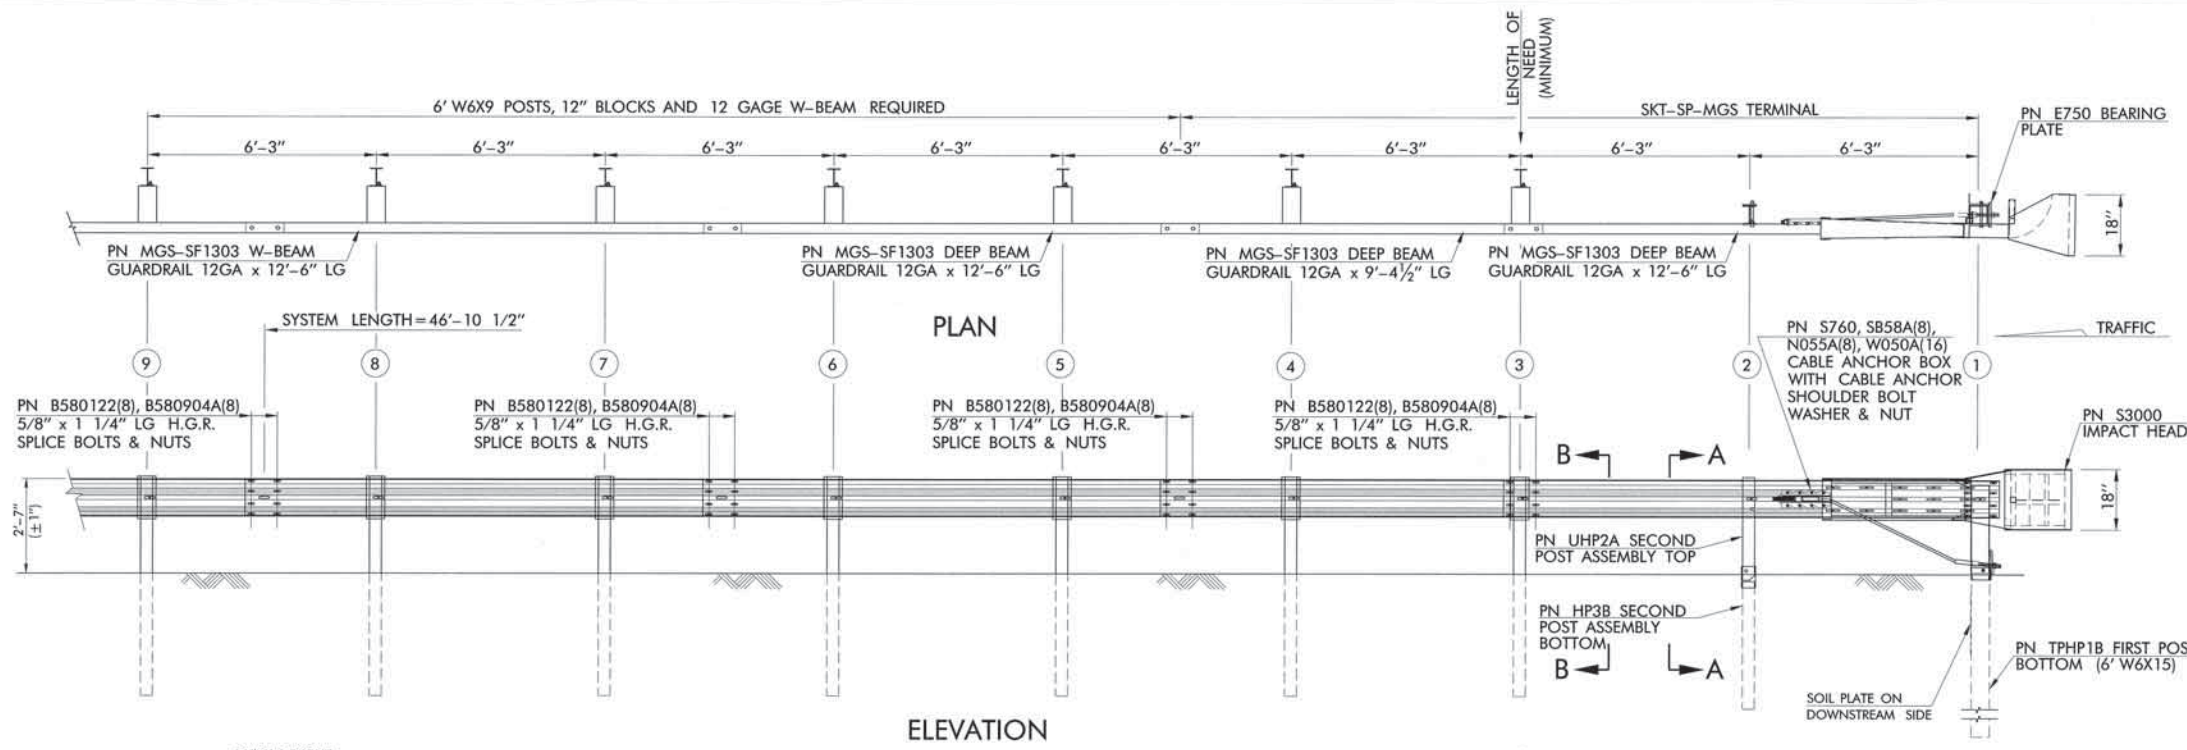 LENGTH OF
NEED
(MINIMUM)
6' W6X9 POSTS, 12" BLOCKS AND 12 GAGE W-BEAM REQUIRED
SKT-SP-MGS TERMINAL
PN E750 BEARING
PLATE
6'-3"
6'-3"
6'-3"
6'-3"
6'-3"
6'-3"
6'-3"
6'-3"
18"
PN MGS-SF1303 W-BEAM
GUARDRAIL 12GA x 12'-6" LG
PN MGS-SF1303 DEEP BEAM
GUARDRAIL 12GA x 12'-6" LG
PN MGS-SF1303 DEEP BEAM
GUARDRAIL 12GA x 9'-4½" LG
PN MGS-SF1303 DEEP BEAM
GUARDRAIL 12GA x 12'-6" LG
SYSTEM LENGTH=46'-10 1/2"
PLAN
PN S760, SB58A(8),
N055A(8), W050A(16)
CABLE ANCHOR BOX
WITH CABLE ANCHOR
SHOULDER BOLT
WASHER & NUT
TRAFFIC
9
8
7
6
5
4
3
2
1
PN B580122(8), B580904A(8)
5/8" x 1 1/4" LG H.G.R.
SPLICE BOLTS & NUTS
PN B580122(8), B580904A(8)
5/8" x 1 1/4" LG H.G.R.
SPLICE BOLTS & NUTS
PN B580122(8), B580904A(8)
5/8" x 1 1/4" LG H.G.R.
SPLICE BOLTS & NUTS
PN B580122(8), B580904A(8)
5/8" x 1 1/4" LG H.G.R.
SPLICE BOLTS & NUTS
PN S3000
IMPACT HEAD
B
A
2'-7"
(± 1")
18"
PN UHP2A SECOND
POST ASSEMBLY TOP
PN HP3B SECOND
POST ASSEMBLY
BOTTOM
B
A
PN TPHP1B FIRST POS
BOTTOM (6' W6X15)
SOIL PLATE ON
DOWNSTREAM SIDE
ELEVATION